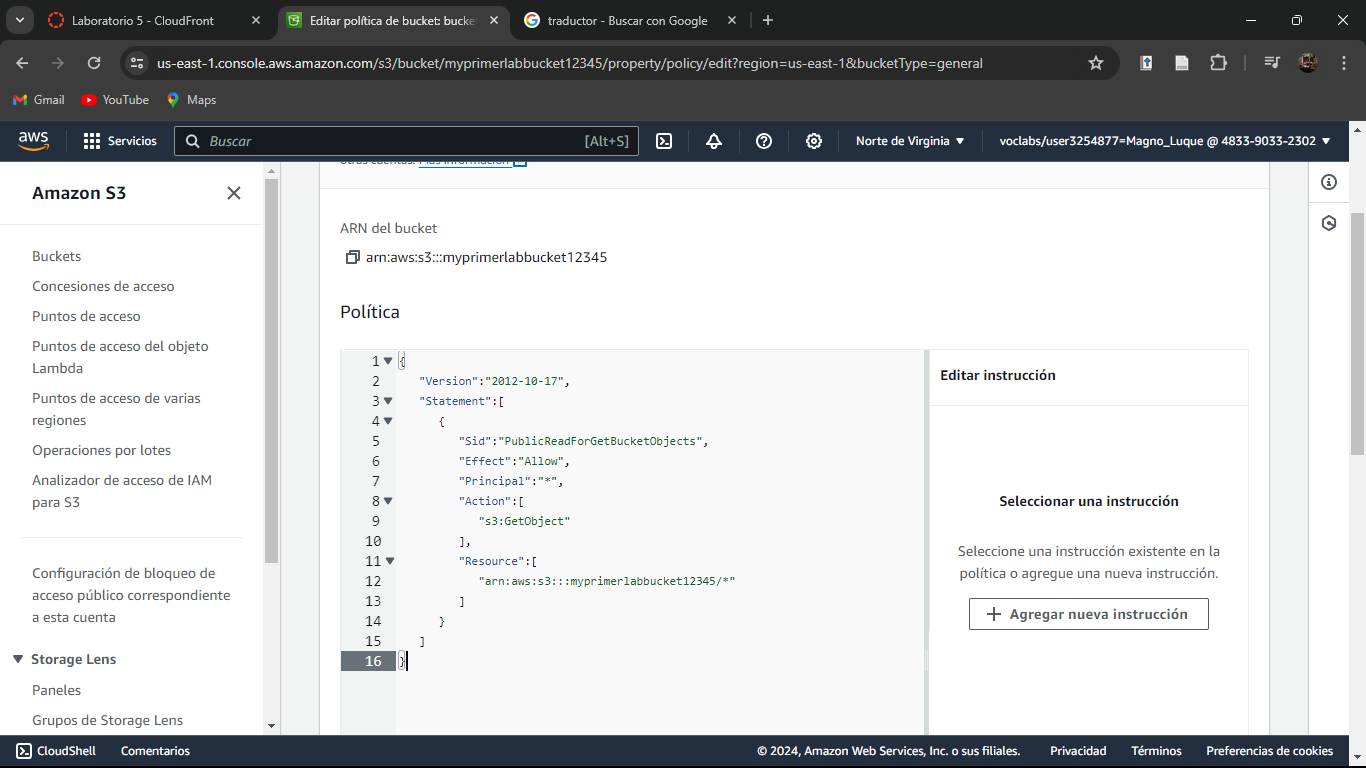 Laboratorio 5 - CloudFront
Editar política de bucket: bucke
traductor - Buscar con Google
us-east-1.console.aws.amazon.com/s3/bucket/myprimerlabbucket12345/property/policy/edit?region=us-east-1&bucketType=general
Gmail
YouTube
Maps
aws
Servicios
Buscar
[Alt+S]
Norte de Virginia
voclabs/user3254877=Magno_Luque @ 4833-9033-2302
Amazon S3
Buckets
Concesiones de acceso
Puntos de acceso
Puntos de acceso del objeto
Lambda
Puntos de acceso de varias
regiones
Operaciones por lotes
Analizador de acceso de IAM
para S3
Configuración de bloqueo de
acceso público correspondiente
a esta cuenta
Storage Lens
Paneles
Grupos de Storage Lens
otras cuentas. Más información
ARN del bucket
arn:aws:s3:::myprimerlabbucket12345
Política
1 {
2 "Version":"2012-10-17",
3 "Statement":[
4 {
5 "Sid":"PublicReadForGetBucketObjects",
6 "Effect":"Allow",
7 "Principal":"*",
8 "Action":[
9 "s3:GetObject"
10 ],
11 "Resource":[
12 "arn:aws:s3:::myprimerlabbucket12345/*"
13 ]
14 }
15 ]
16 }
Editar instrucción
Seleccionar una instrucción
Seleccione una instrucción existente en la
política o agregue una nueva instrucción.
+ Agregar nueva instrucción
CloudShell
Comentarios
© 2024, Amazon Web Services, Inc. o sus filiales.
Privacidad
Términos
Preferencias de cookies